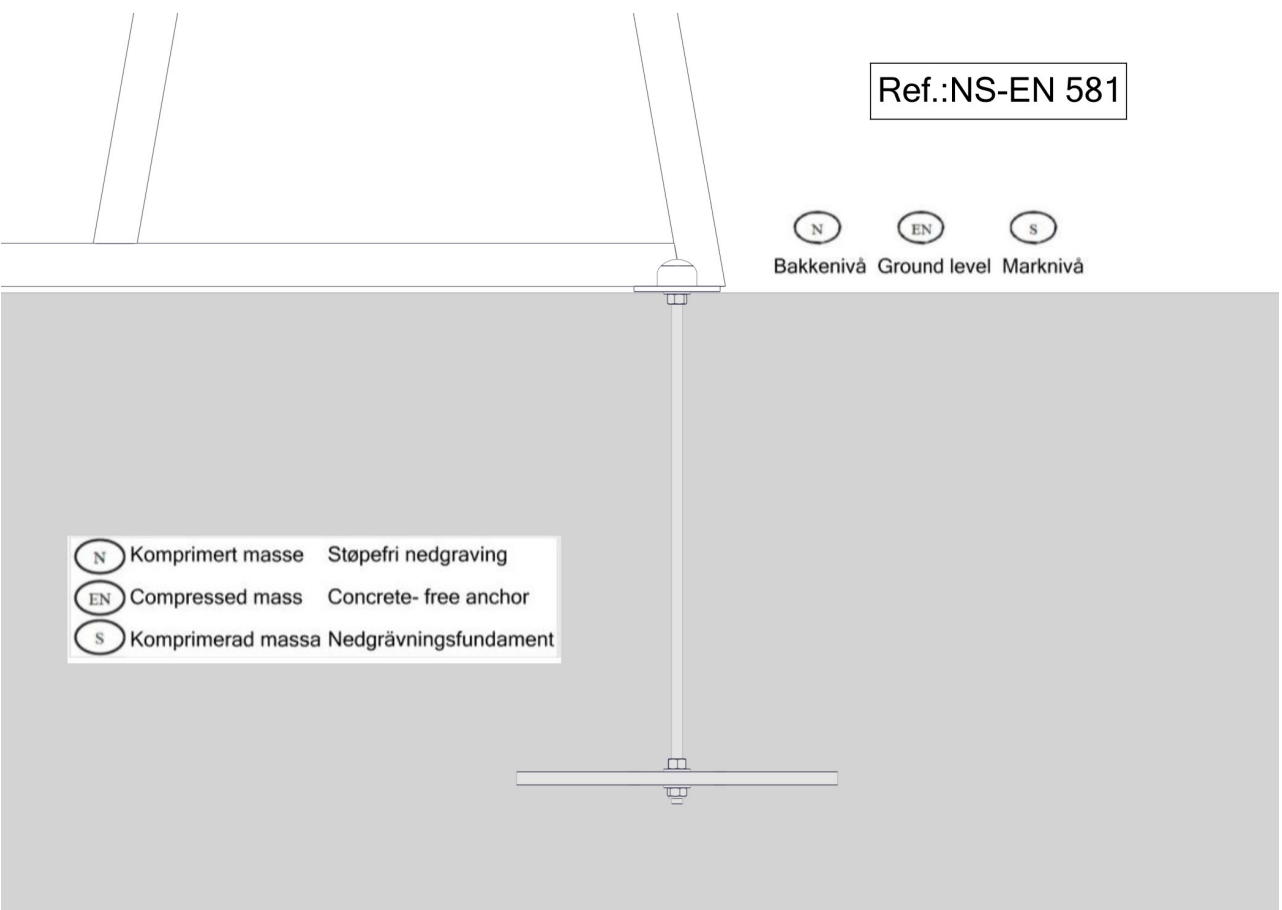 Ref.:NS-EN 581
N EN S
Bakkenivå Ground level Marknivå
N Komprimert masse Støpefri nedgraving
EN Compressed mass Concrete- free anchor
S Komprimerad massa Nedgrävningsfundament